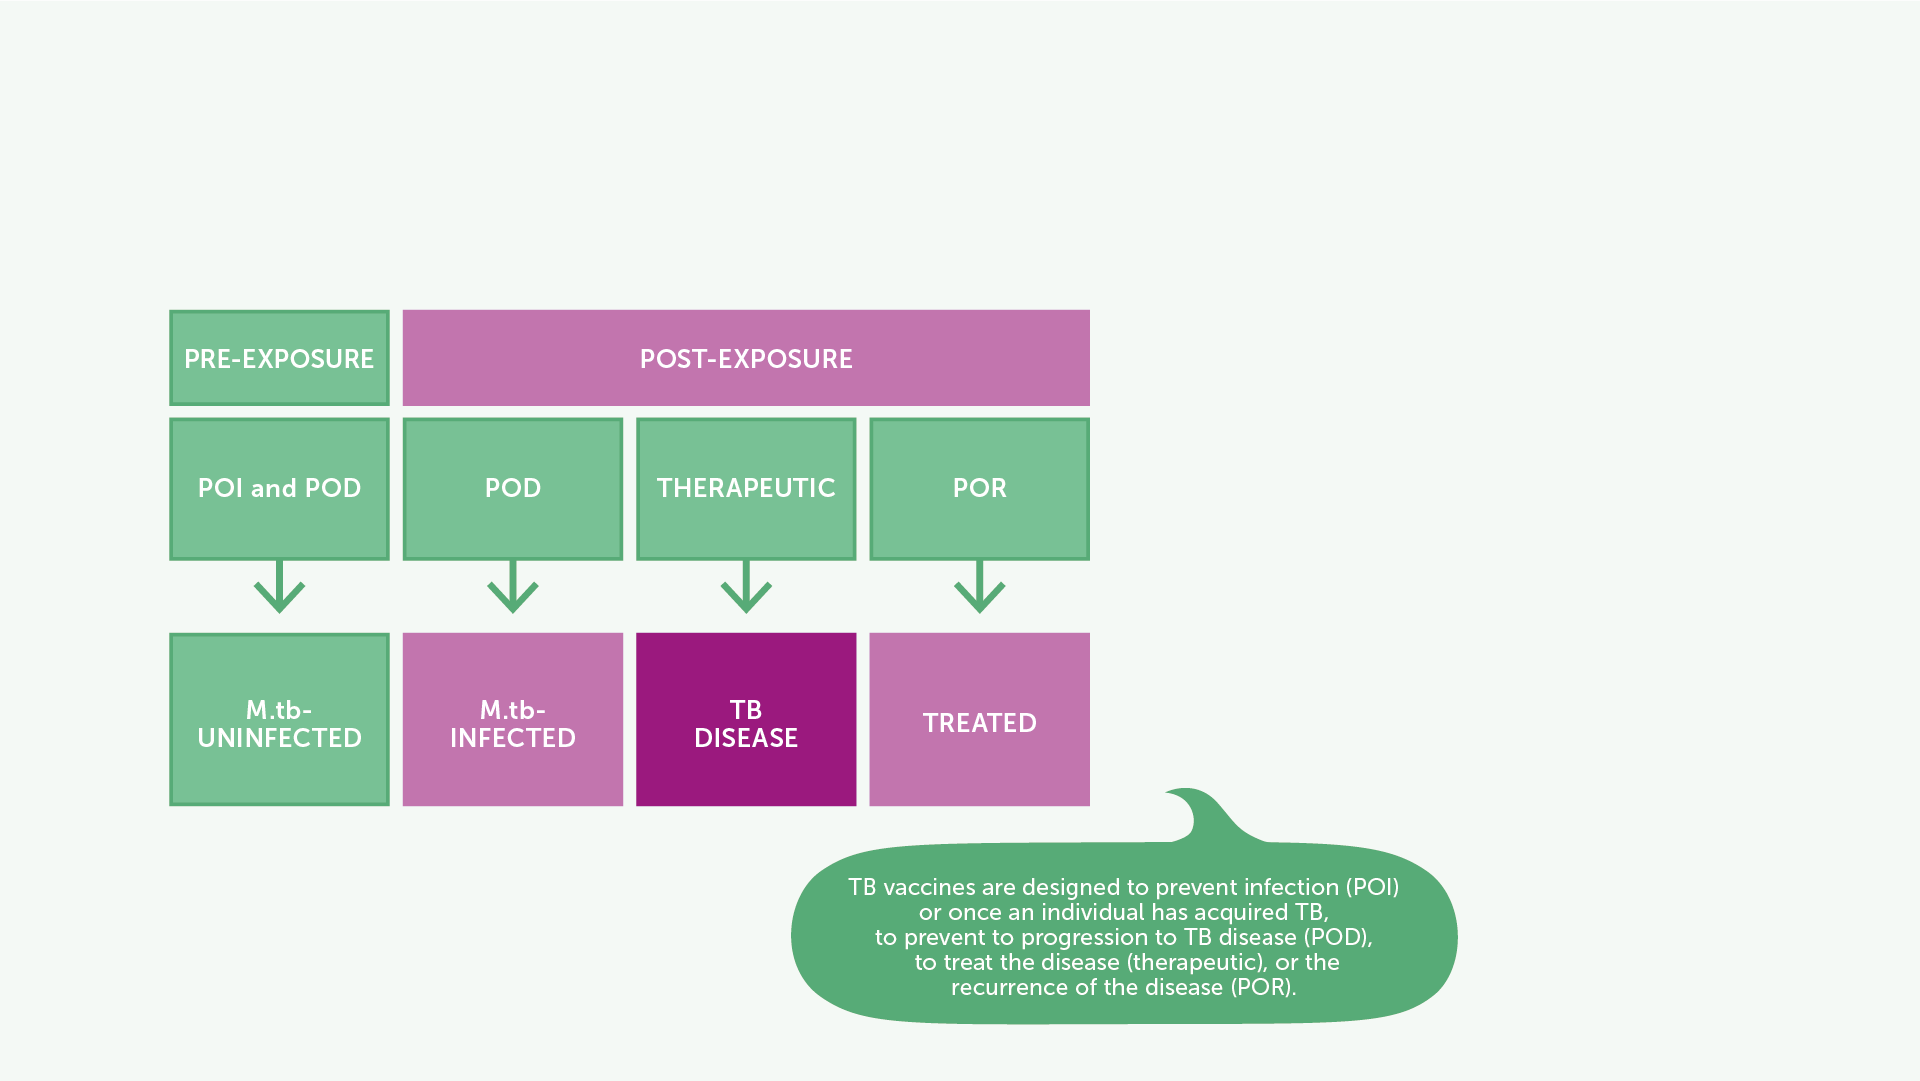 PRE-EXPOSURE
POST-EXPOSURE
POI and POD
POD
THERAPEUTIC
POR
M.tb-
UNINFECTED
M.tb-
INFECTED
TB
DISEASE
TREATED
TB vaccines are designed to prevent infection (POI)
or once an individual has acquired TB,
to prevent to progression to TB disease (POD),
to treat the disease (therapeutic), or the
recurrence of the disease (POR).